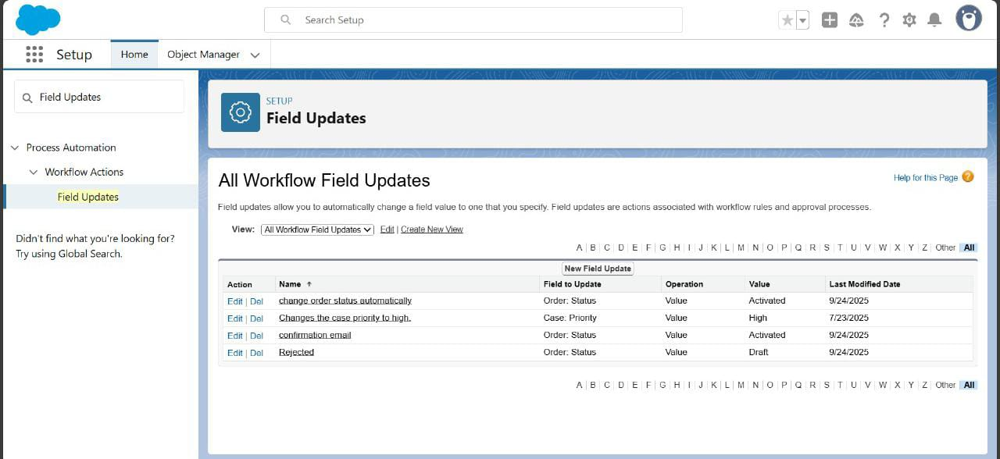 Search Setup
Setup Home Object Manager
Field Updates
Process Automation
Workflow Actions
Field Updates
Didn't find what you're looking for?
Try using Global Search.
SETUP
Field Updates
All Workflow Field Updates
Help for this Page ?
Field updates allow you to automatically change a field value to one that you specify. Field updates are actions associated with workflow rules and approval processes.
View: All Workflow Field Updates Edit | Create New View
A | B | C | D | E | F | G | H | I | J | K | L | M | N | O | P | Q | R | S | T | U | V | W | X | Y | Z | Other All
New Field Update
Action Name ↑ Field to Update Operation Value Last Modified Date
Edit | Del change order status automatically Order: Status Value Activated 9/24/2025
Edit | Del Changes the case priority to high. Case: Priority Value High 7/23/2025
Edit | Del confirmation email Order: Status Value Activated 9/24/2025
Edit | Del Rejected Order: Status Value Draft 9/24/2025
A | B | C | D | E | F | G | H | I | J | K | L | M | N | O | P | Q | R | S | T | U | V | W | X | Y | Z | Other All